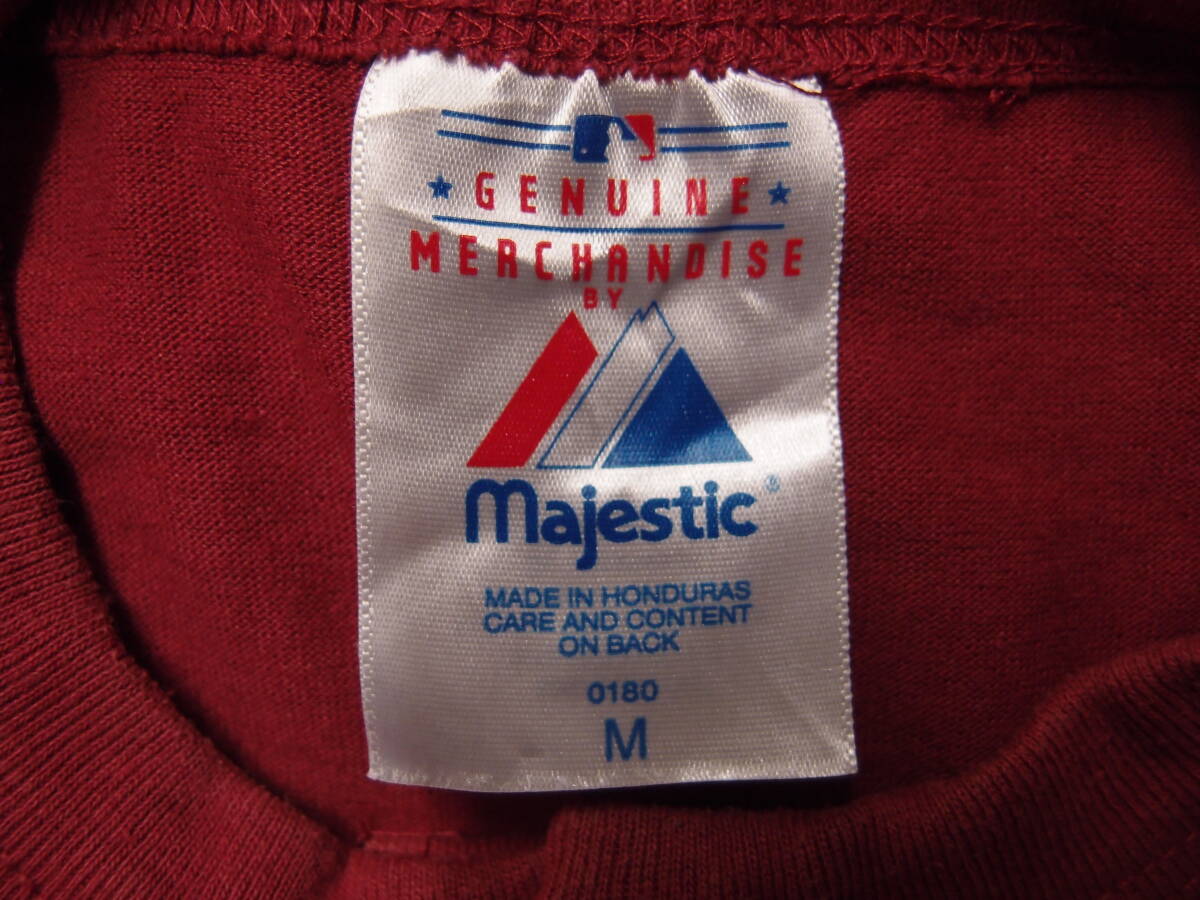 GENUINE
MERCHANDISE
BY
Majestic®
MADE IN HONDURAS
CARE AND CONTENT
ON BACK
0180
M